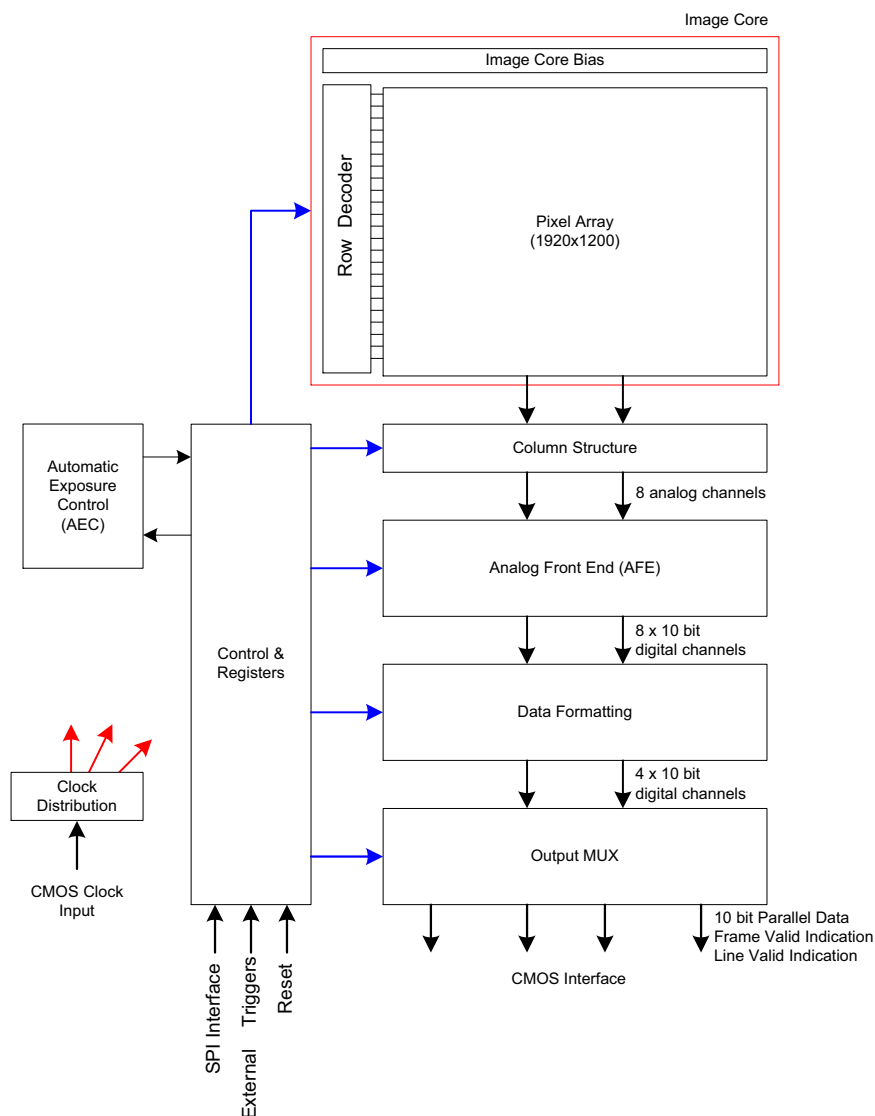 Image Core
Image Core Bias
Row Decoder
Pixel Array
(1920x1200)
Column Structure
8 analog channels
Automatic
Exposure
Control
(AEC)
Analog Front End (AFE)
8 x 10 bit
digital channels
Control &
Registers
Data Formatting
4 x 10 bit
digital channels
Clock
Distribution
Output MUX
CMOS Clock
Input
10 bit Parallel Data
Frame Valid Indication
Line Valid Indication
CMOS Interface
SPI Interface
External Triggers
Reset